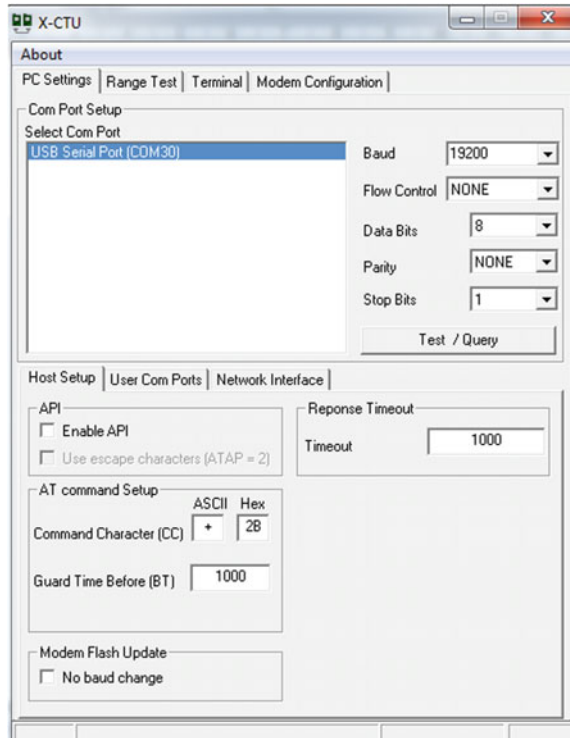 X-CTU
About
PC Settings Range Test Terminal Modem Configuration
Com Port Setup
Select Com Port
USB Serial Port (COM30)
Baud 19200
Flow Control NONE
Data Bits 8
Parity NONE
Stop Bits 1
Test / Query
Host Setup User Com Ports Network Interface
API
Enable API
Use escape characters (ATAP = 2)
Reponse Timeout
Timeout 1000
AT command Setup
ASCII Hex
Command Character (CC) + 2B
Guard Time Before (BT) 1000
Modem Flash Update
No baud change